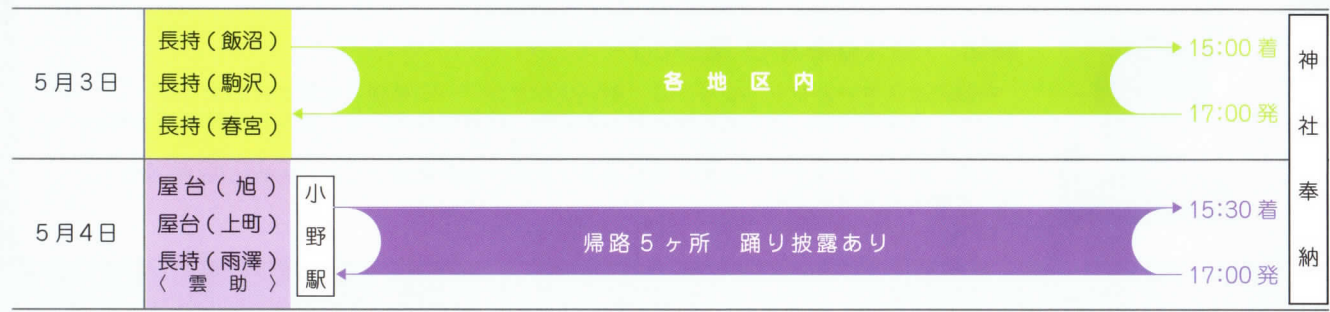 5月3日
長持(飯沼)
長持(駒沢)
長持(春宮)
各地区内
15:00着
17:00発
5月4日
屋台(旭)
屋台(上町)
長持(雨澤)
〈雲助〉
小野駅
帰路5ヶ所 踊り披露あり
15:30着
17:00発
神社奉納